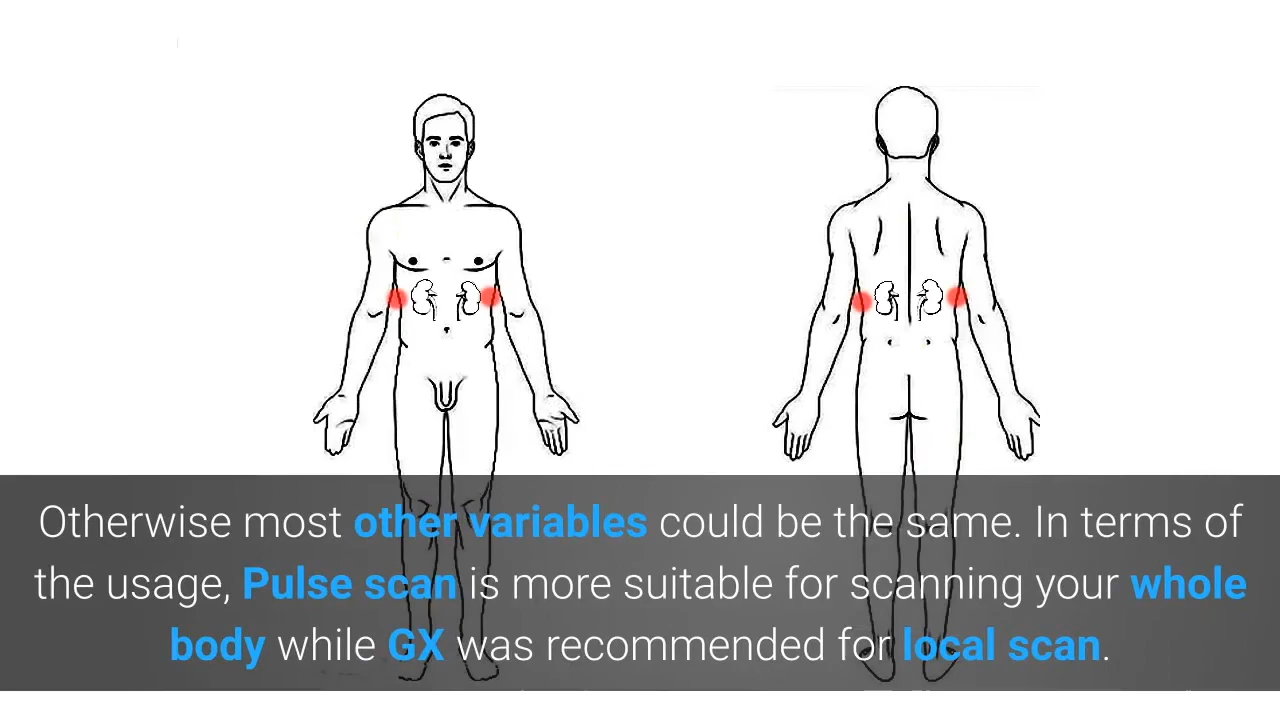 Otherwise most other variables could be the same. In terms of
the usage, Pulse scan is more suitable for scanning your whole
body while GX was recommended for local scan.